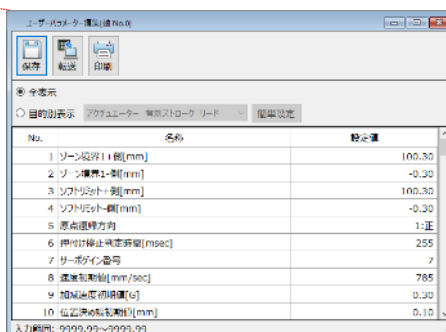 ユーザーパラメーター編集[軸 No.0]
保存 転送 印刷
全表示
目的別表示 アクチュエーター 有効ストローク リード 簡単設定
No. 名称 設定値
1 ゾーン境界1+側[mm] 100.30
2 ゾーン境界1-側[mm] -0.30
3 ソフトリミット+側[mm] 100.30
4 ソフトリミット-側[mm] -0.30
5 原点復帰方向 1:正
6 押付け停止判定時間[msec] 255
7 サーボゲイン番号 7
8 速度初期値[mm/sec] 785
9 加減速度初期値[G] 0.30
10 位置決め幅初期値[mm] 0.10
入力範囲: -9999.99~9999.99